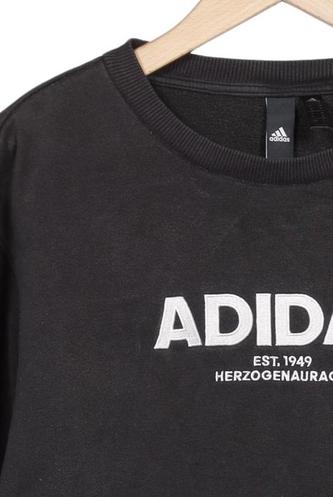 adidas
ADIDA
EST. 1949
HERZOGENAURAC